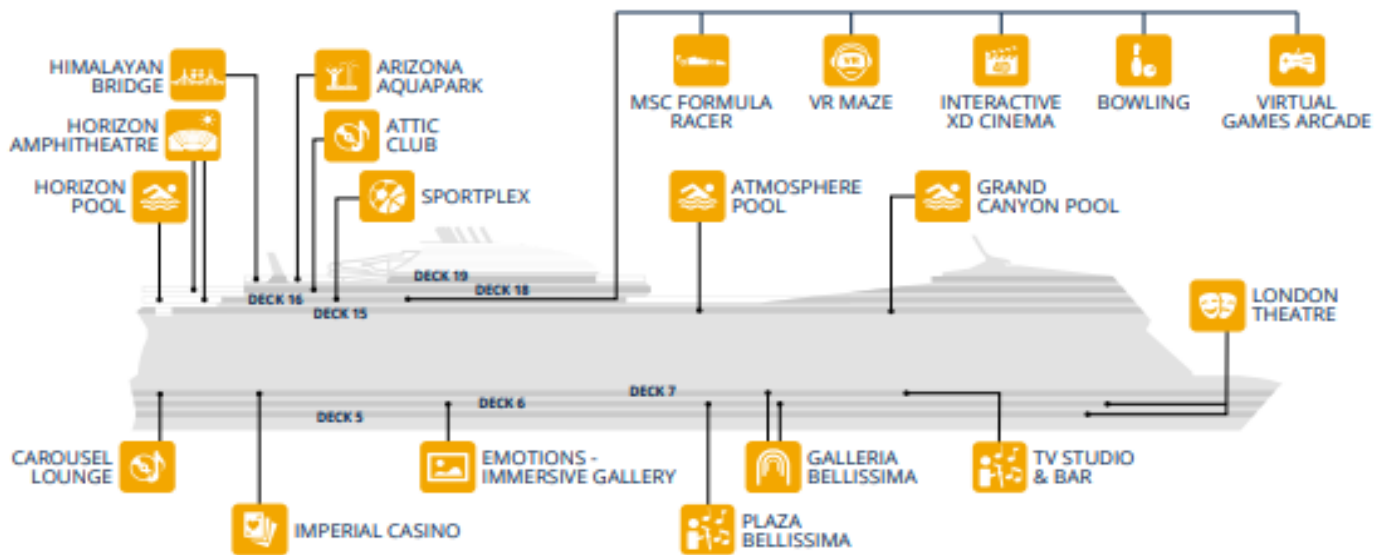 HIMALAYAN
BRIDGE
ARIZONA
AQUAPARK
MSC FORMULA
RACER
VR
VR MAZE
INTERACTIVE
XD CINEMA
BOWLING
VIRTUAL
GAMES ARCADE
HORIZON
AMPHITHEATRE
ATTIC
CLUB
HORIZON
POOL
SPORTPLEX
ATMOSPHERE
POOL
GRAND
CANYON POOL
DECK 19
DECK 18
DECK 16
DECK 15
LONDON
THEATRE
DECK 7
DECK 6
DECK 5
CAROUSEL
LOUNGE
EMOTIONS -
IMMERSIVE GALLERY
GALLERIA
BELLISSIMA
TV STUDIO
& BAR
IMPERIAL CASINO
PLAZA
BELLISSIMA